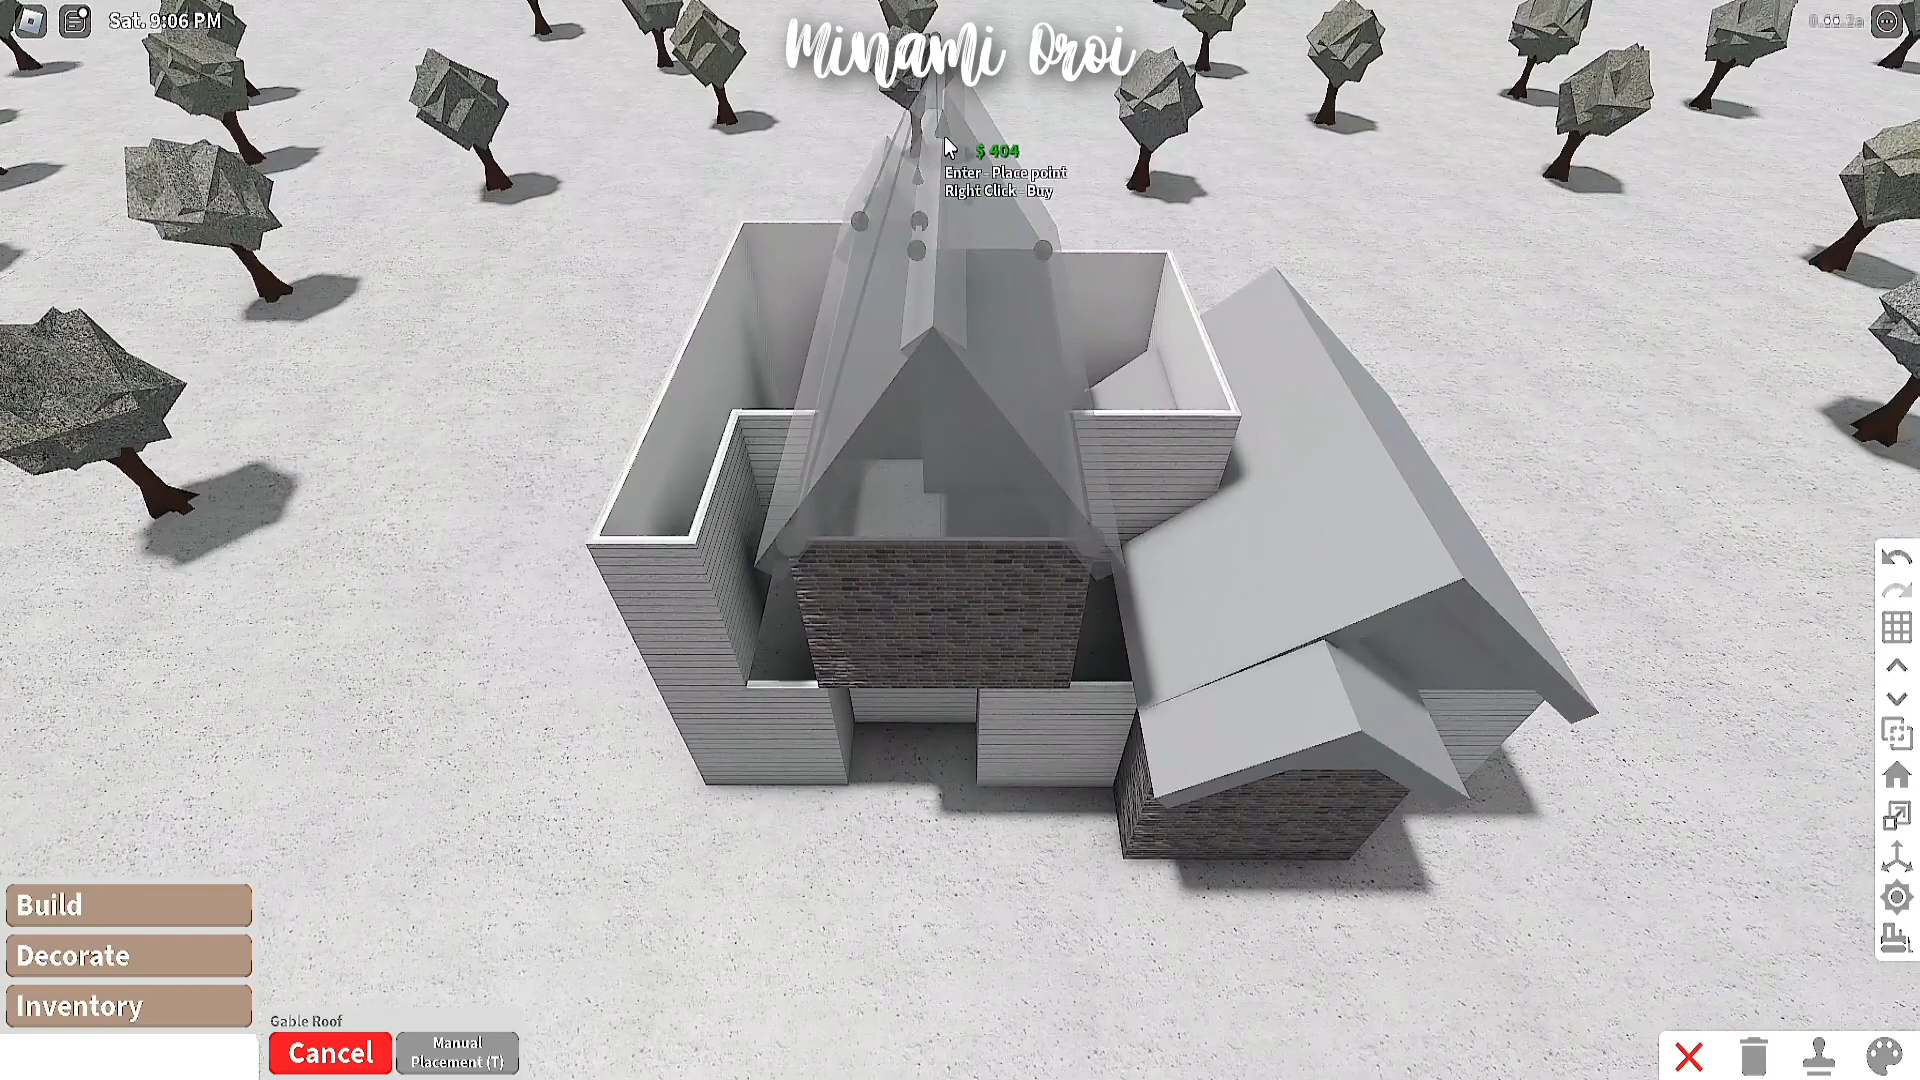 Sat. 9:06 PM
Minami Oroi
$ 404
Enter - Place point
Right Click - Buy
Build
Decorate
Inventory
Gable Roof
Cancel
Manual
Placement (T)